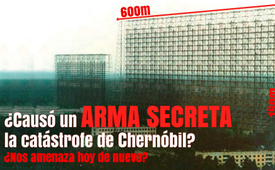 600m
¿Causó un ARMA SECRETA
la catástrofe de Chernóbil?
¿Nos amenaza hoy de nuevo?